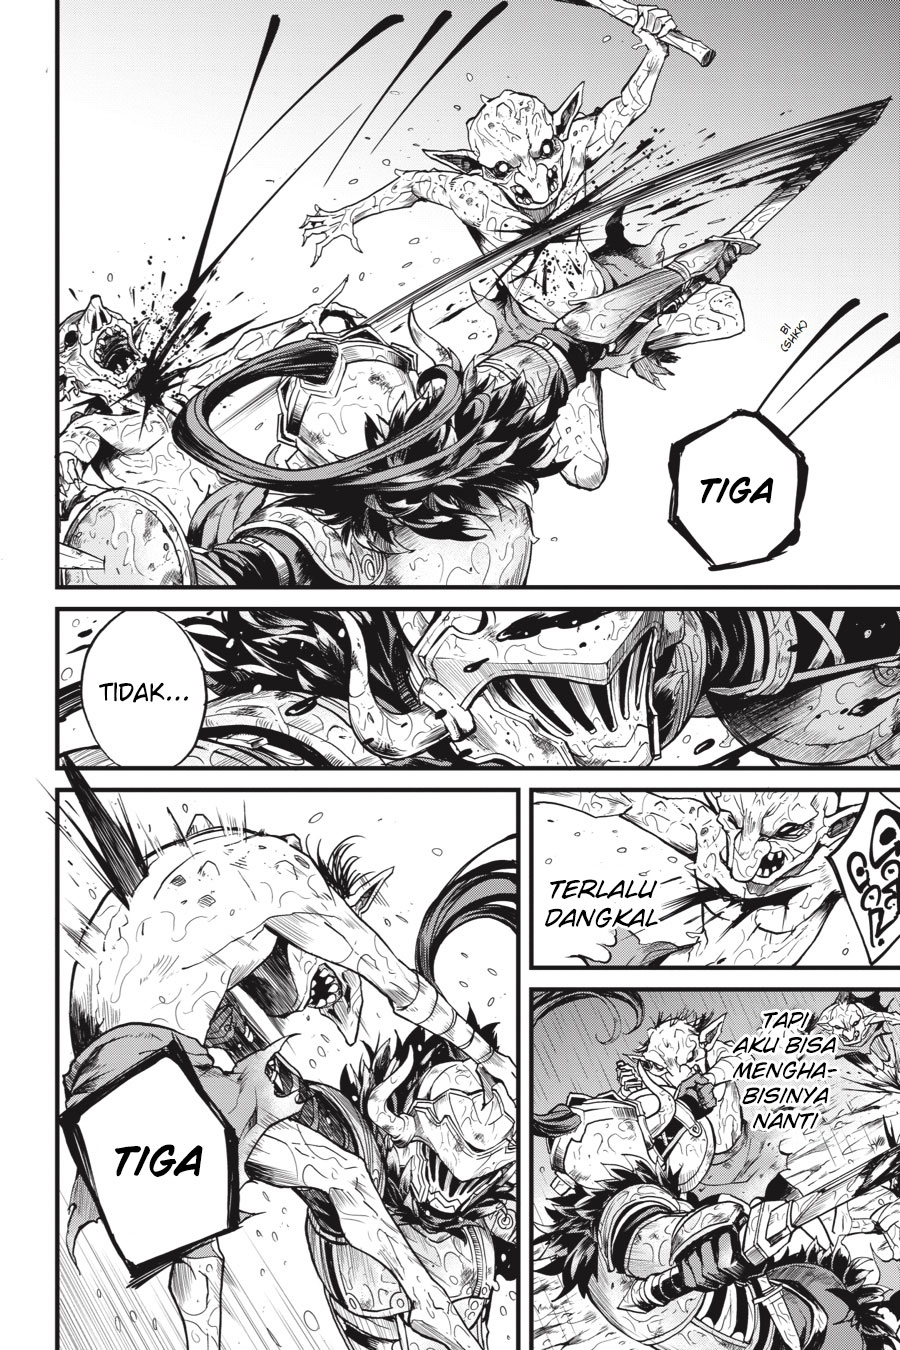 BI
(SHKK)
TIGA
TIDAK...
TERLALU
DANGKAL
TAPI
AKU BISA
MENGHA-
BISINYA
NANTI
TIGA